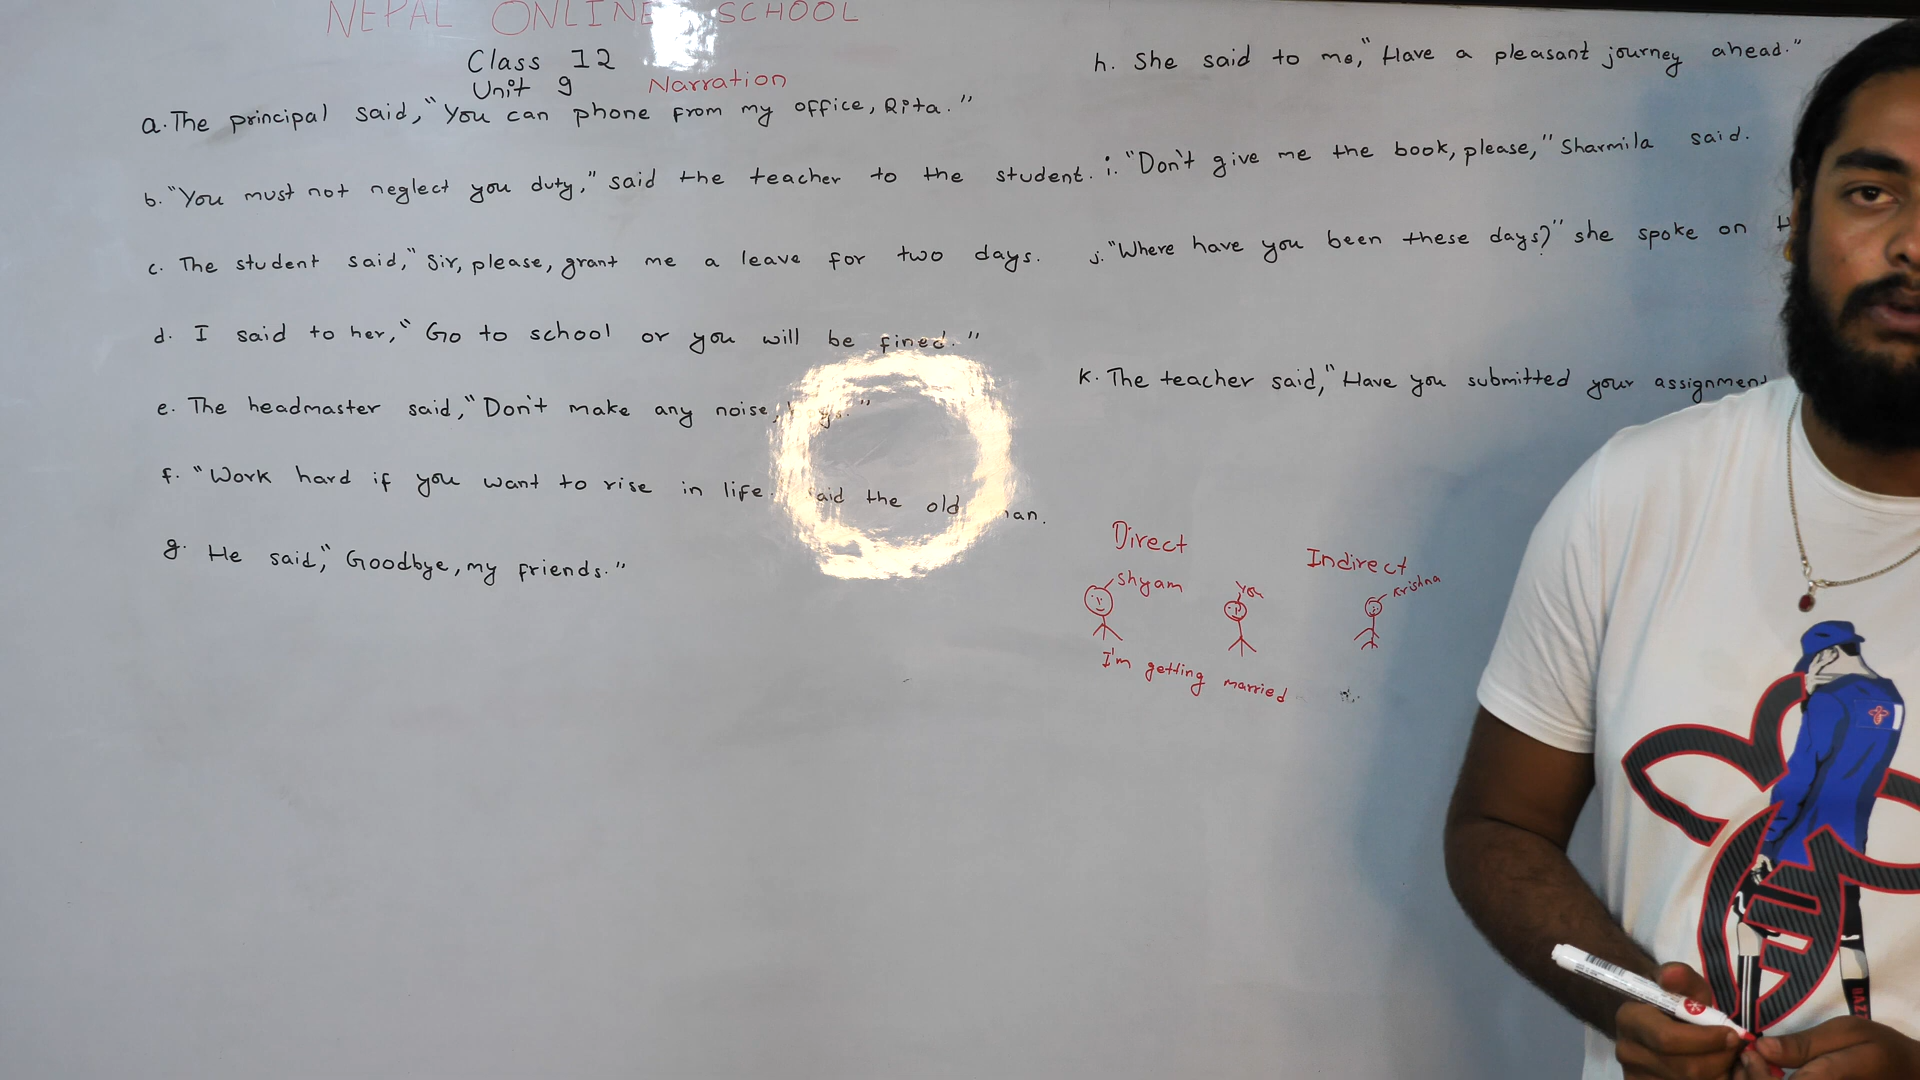 NEPAL ONLINE SCHOOL
Class 12
Unit 9 Narration
a. The principal said, "You can phone from my office, Rita."
b. "You must not neglect you duty," said the teacher to the student.
c. The student said, "Sir, please, grant me a leave for two days.
d. I said to her, "Go to school or you will be fined."
e. The headmaster said, "Don't make any noise,
f. "Work hard if you want to rise in life. said the old man.
g. He said, "Goodbye, my friends."
h. She said to me, "Have a pleasant journey ahead."
i. "Don't give me the book, please," Sharmila said.
j. "Where have you been these days?" she spoke on
k. The teacher said, "Have you submitted your assignment
Direct
Indirect
Shyam
You
Krishna
I'm getting married
BAZZ